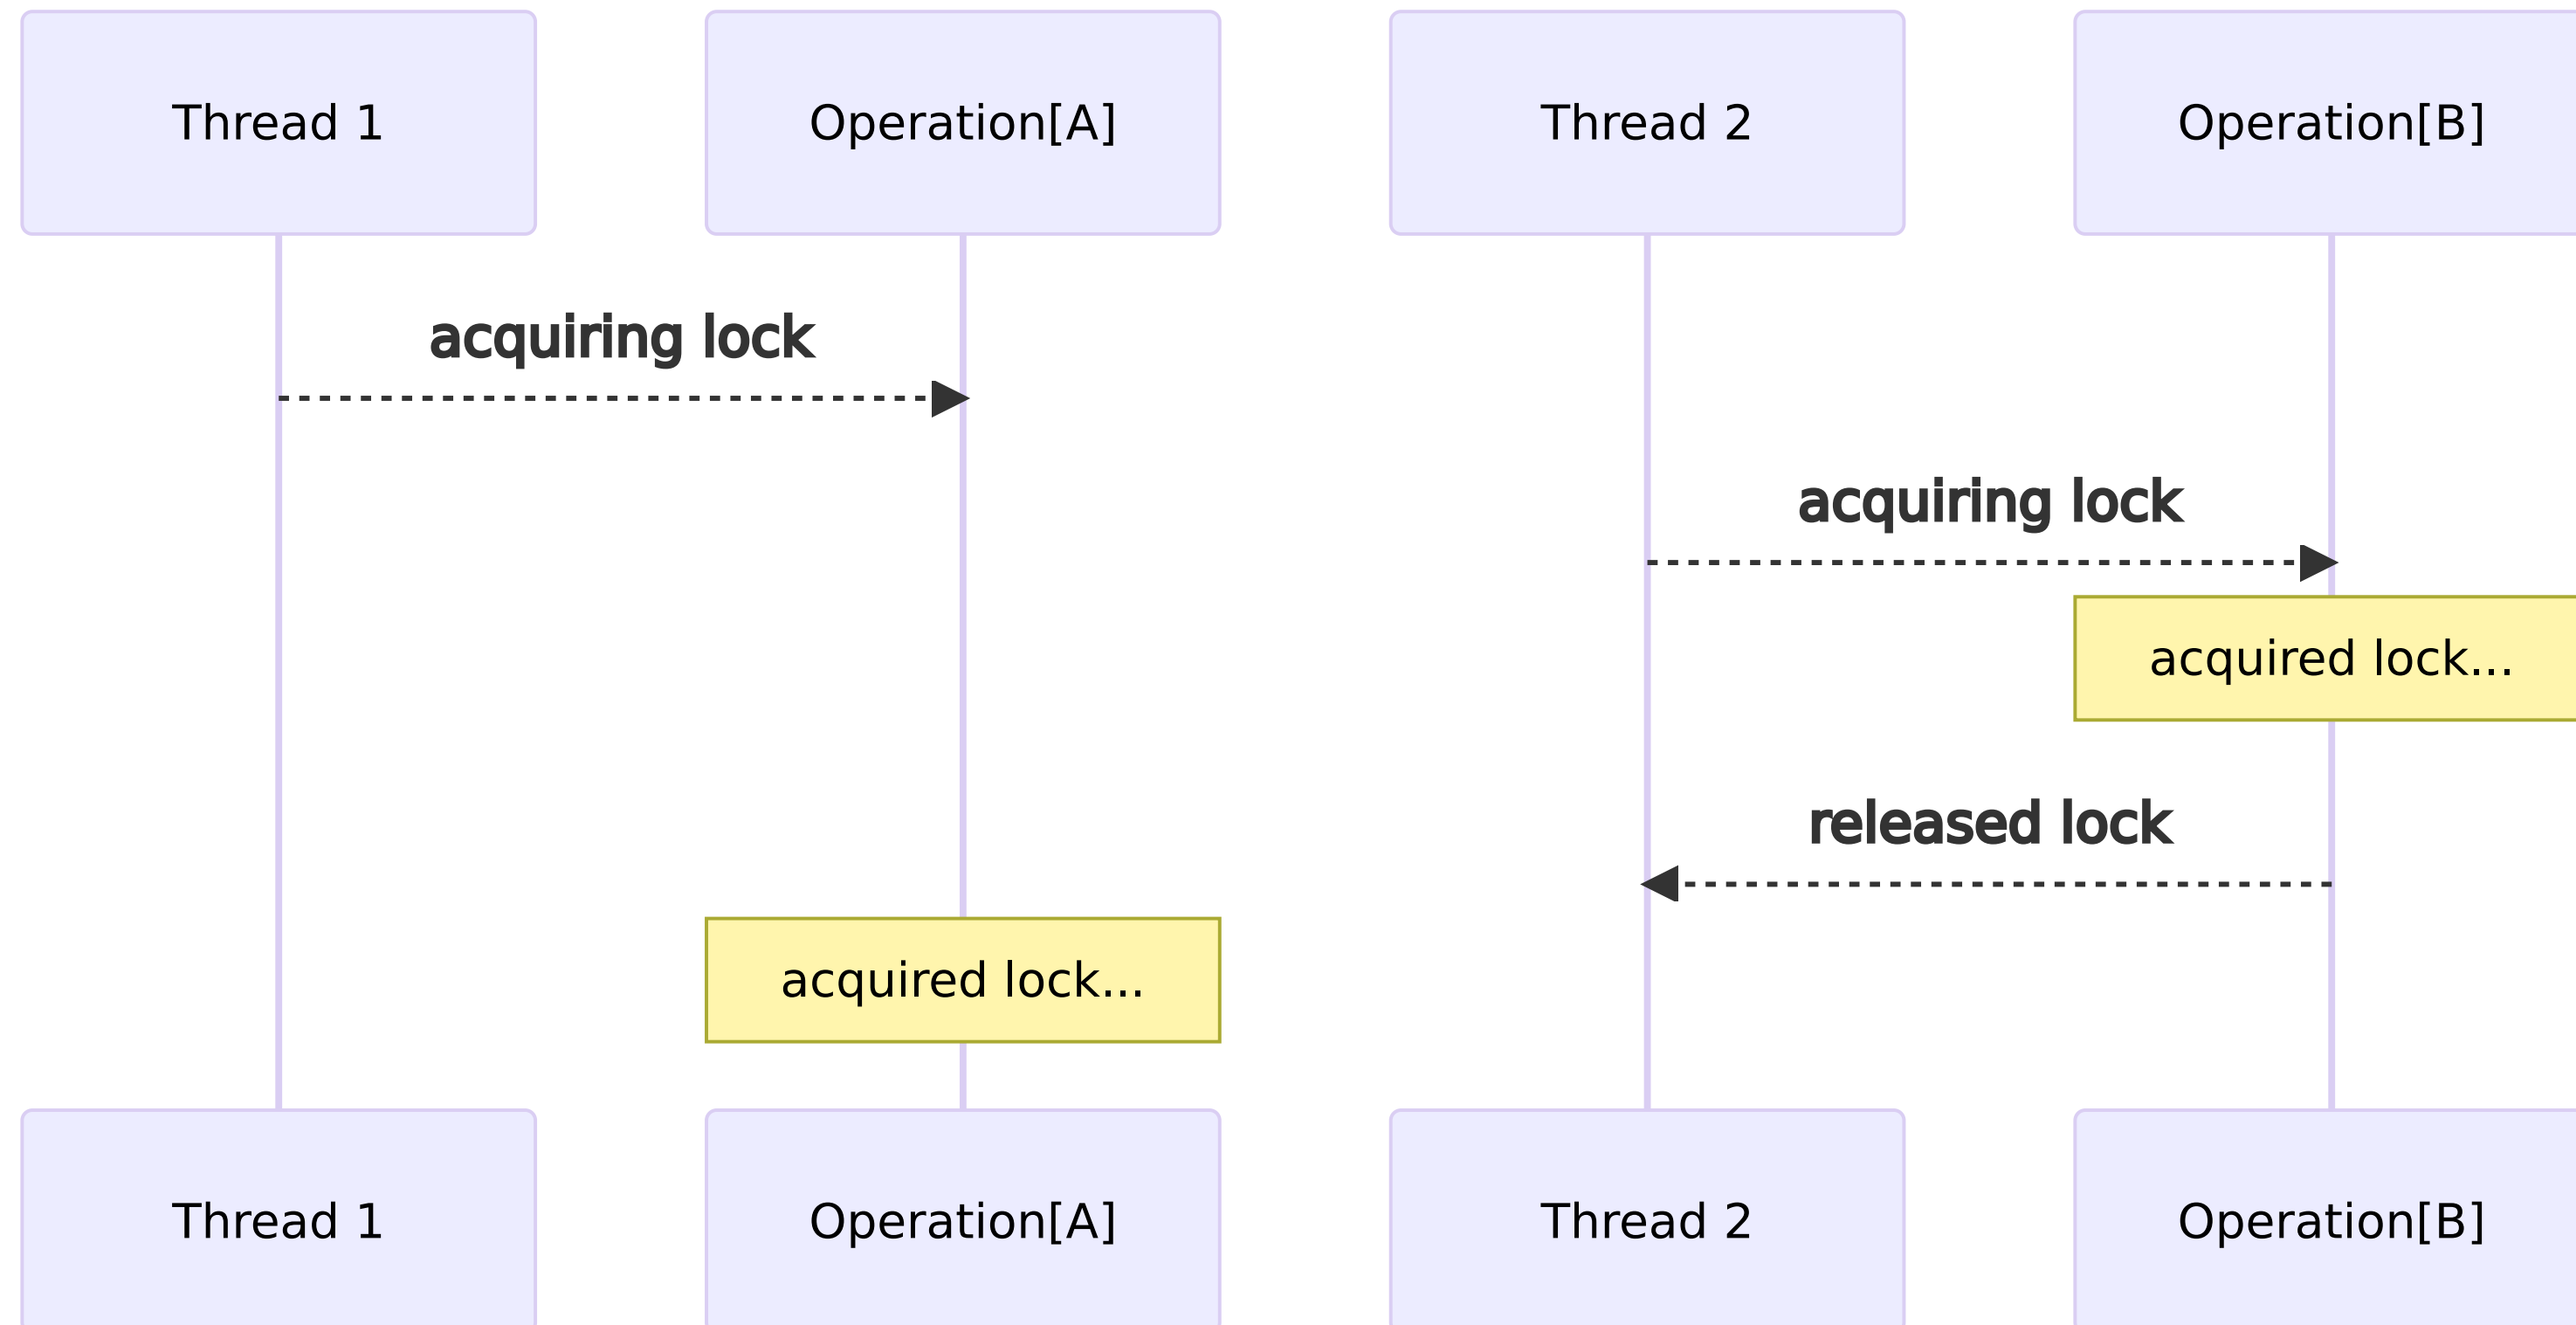 Thread 1
Operation[A]
Thread 2
Operation[B]
acquiring lock
acquiring lock
acquired lock...
released lock
acquired lock...
Thread 1
Operation[A]
Thread 2
Operation[B]